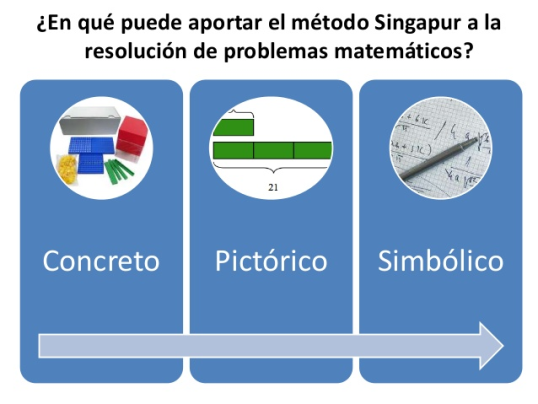 ¿En qué puede aportar el método Singapur a la
resolución de problemas matemáticos?
21
Concreto
Pictórico
Simbólico